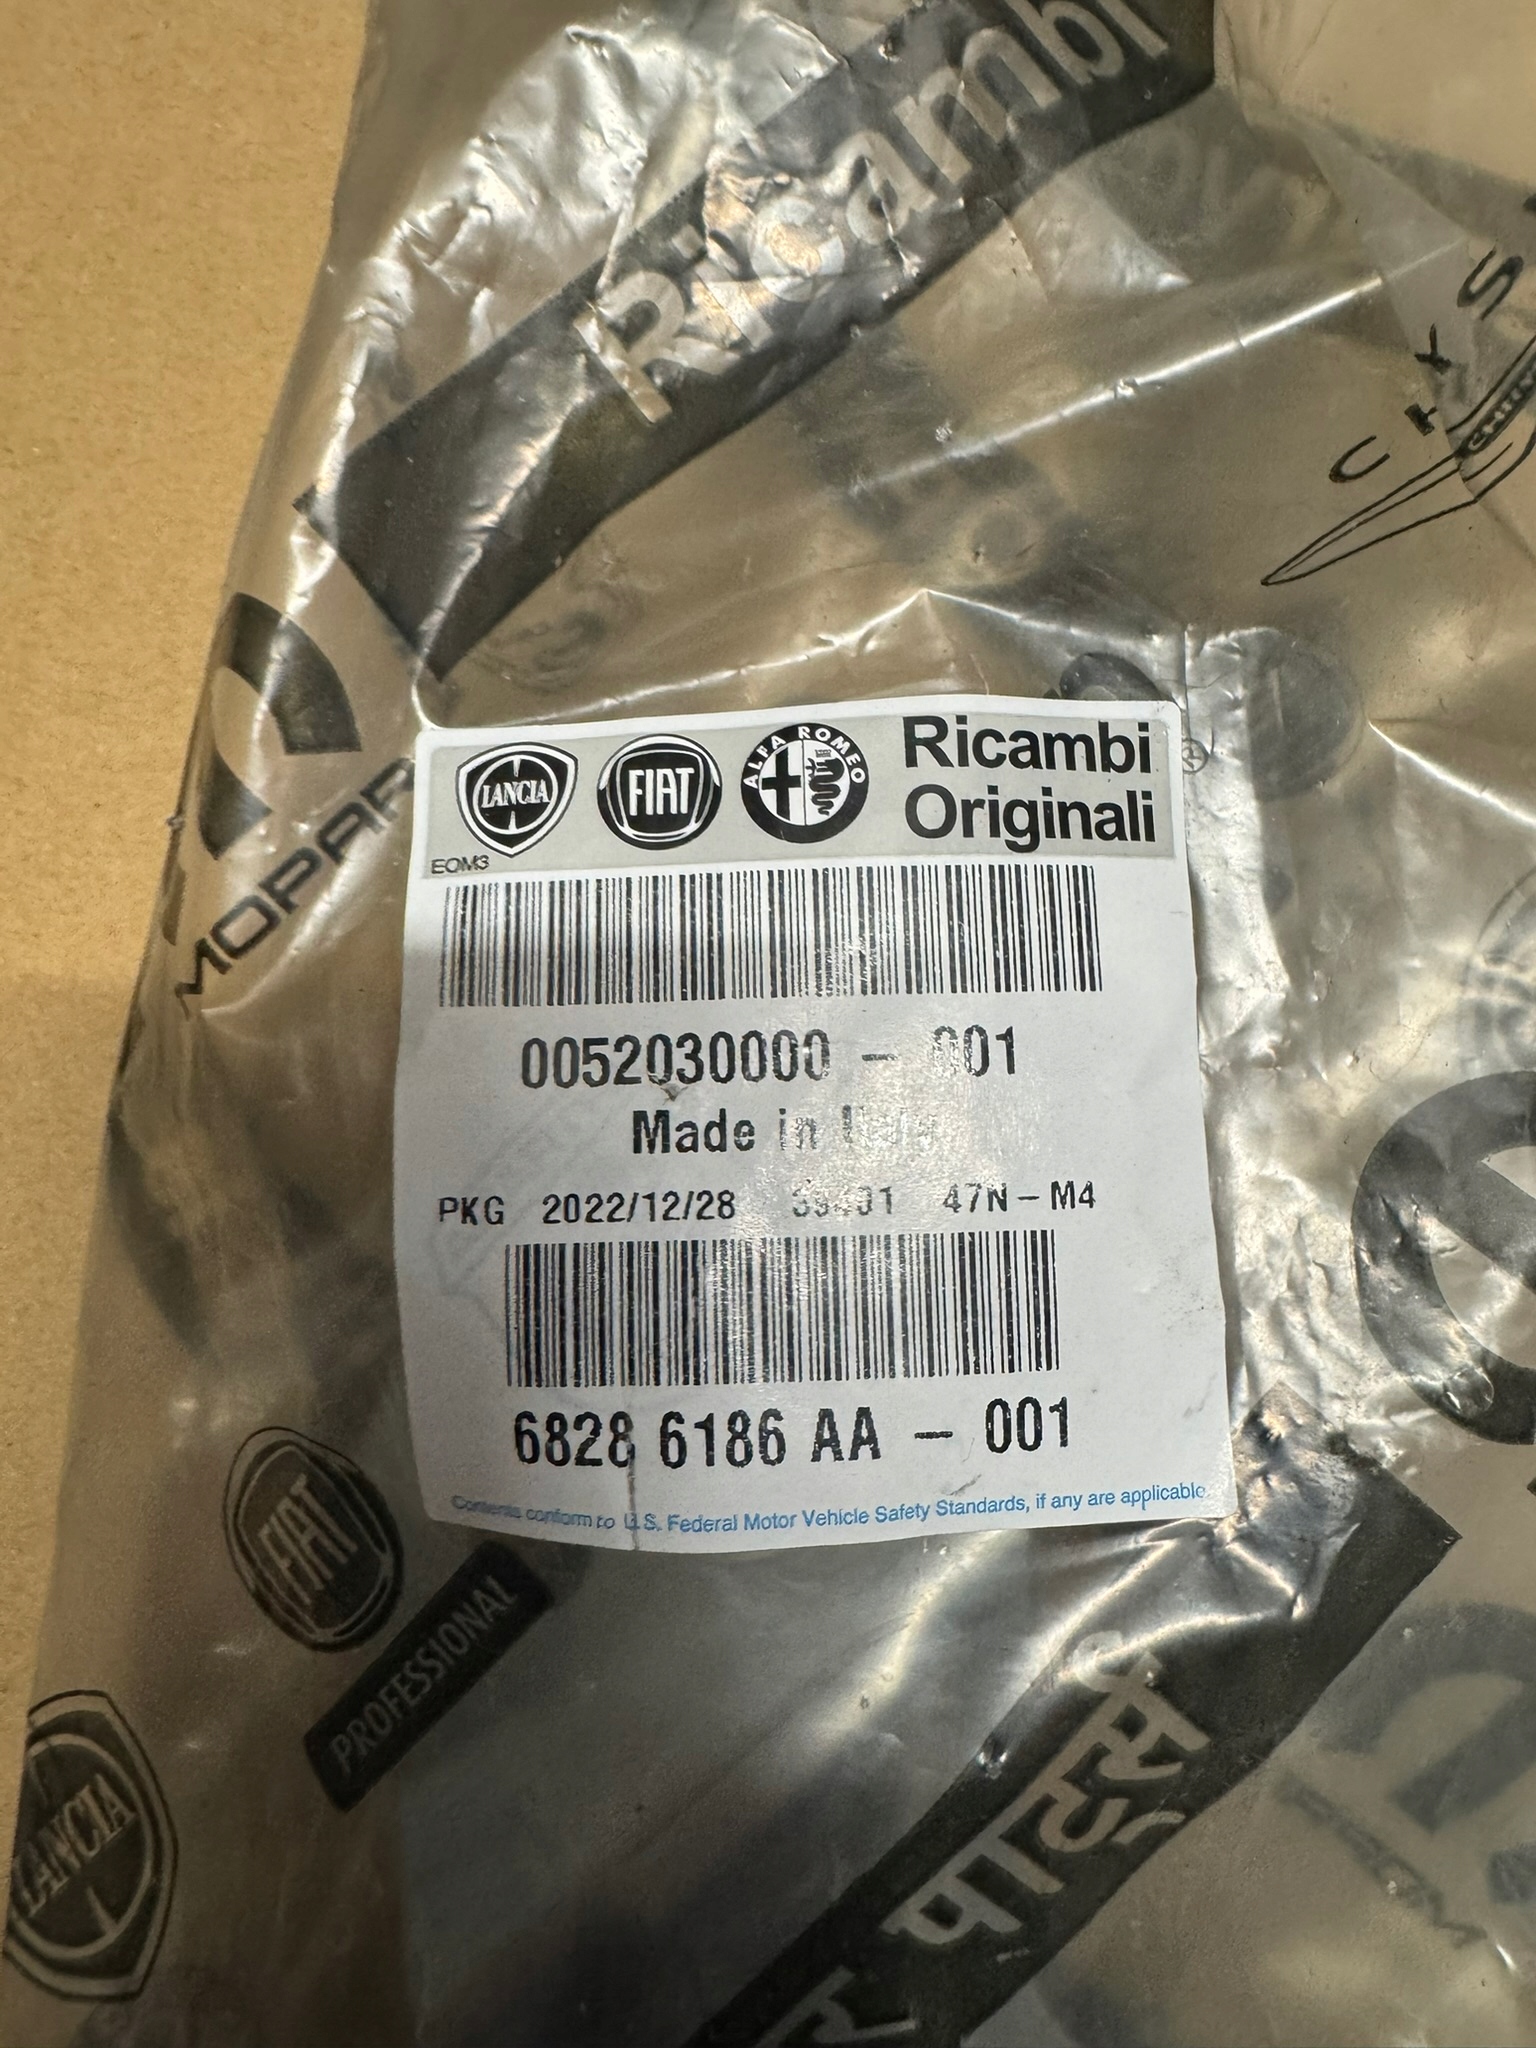 Ricambi
MOPAR
LANCIA
FIAT
ALFA ROMEO
Ricambi
Originali
EOM3
0052030000 - 001
Made in Italy
PKG 2022/12/28 47N-M4
6828 6186 AA - 001
Contents conform to U.S. Federal Motor Vehicle Safety Standards, if any are applicable.
FIAT
PROFESSIONAL
LANCIA
पार्ट्स